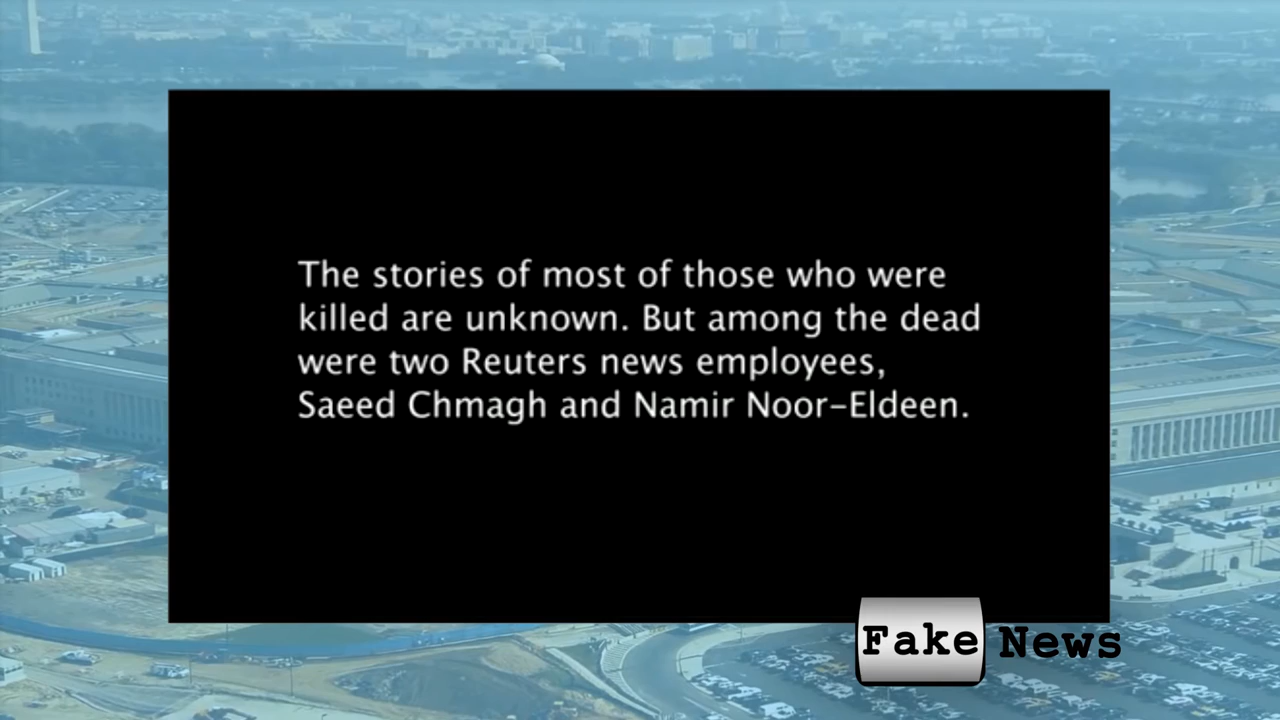 The stories of most of those who were
killed are unknown. But among the dead
were two Reuters news employees,
Saeed Chmagh and Namir Noor-Eldeen.
Fake News